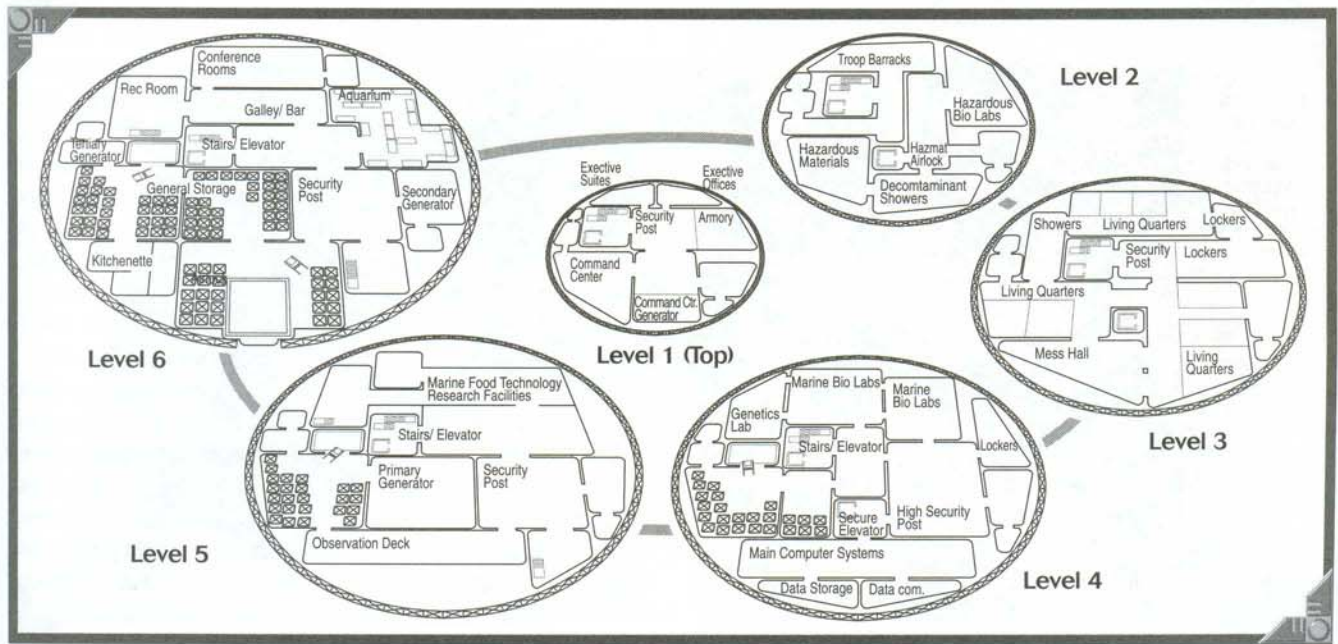 Conference
Rooms
Rec Room
Aquarium
Galley/ Bar
Tertiary
Generator
Stairs/ Elevator
General Storage
Security
Post
Secondary
Generator
Kitchenette
Level 6
Troop Barracks
Level 2
Hazardous
Bio Labs
Hazardous
Materials
Hazmat
Airlock
Decomtaminant
Showers
Exective
Suites
Exective
Offices
Security
Post
Armory
Command
Center
Command Ctr.
Generator
Level 1 (Top)
Showers
Living Quarters
Lockers
Security
Post
Lockers
Living Quarters
Mess Hall
Living
Quarters
Level 3
Marine Food Technology
Research Facilities
Stairs/ Elevator
Primary
Generator
Security
Post
Observation Deck
Level 5
Marine Bio Labs
Marine
Bio Labs
Genetics
Lab
Stairs/ Elevator
Lockers
Secure
Elevator
High Security
Post
Main Computer Systems
Data Storage
Data com.
Level 4